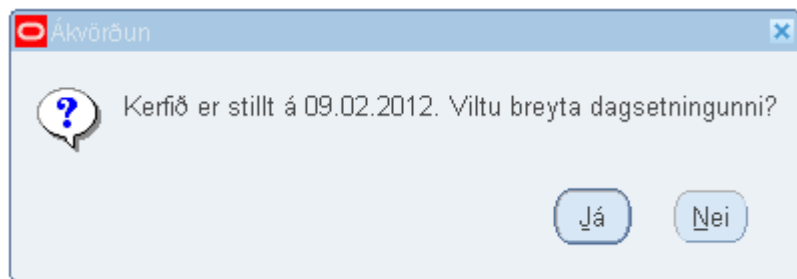 Ákvörðun
Kerfið er stillt á 09.02.2012. Viltu breyta dagsetningunni?
Já
Nei